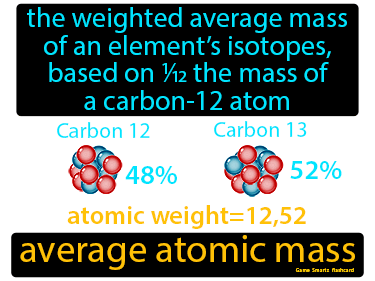 the weighted average mass
of an element's isotopes,
based on 1⁄12 the mass of
a carbon-12 atom
Carbon 12
Carbon 13
48%
52%
atomic weight=12,52
average atomic mass
Game Smartz flashcard